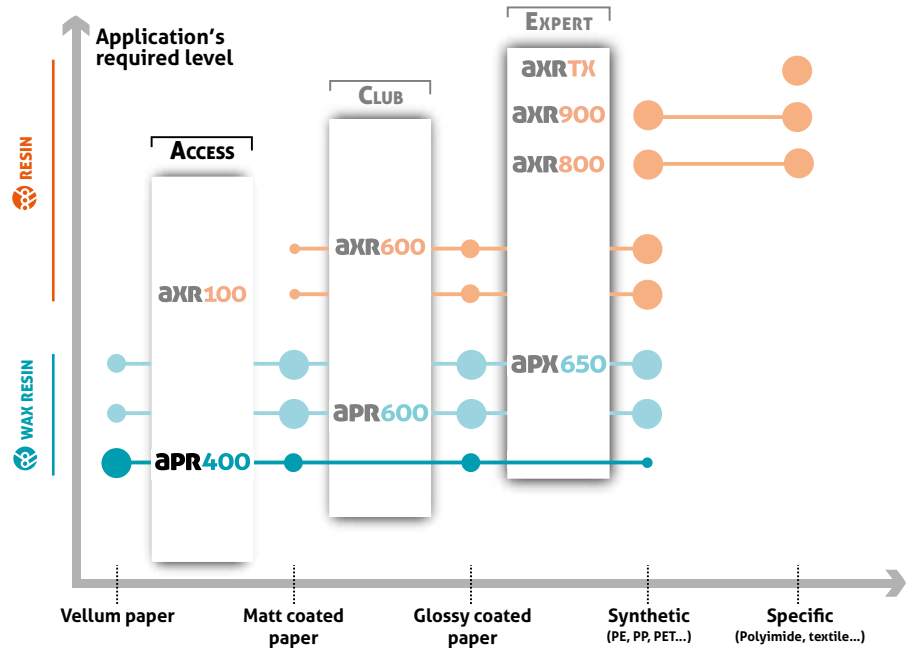 Application's
required level
EXPERT
CLUB
ACCESS
RESIN
WAX RESIN
aXRTX
aXR900
aXR800
aXR600
aXR100
aPX650
aPR600
aPR400
Vellum paper
Matt coated
paper
Glossy coated
paper
Synthetic
(PE, PP, PET...)
Specific
(Polyimide, textile...)